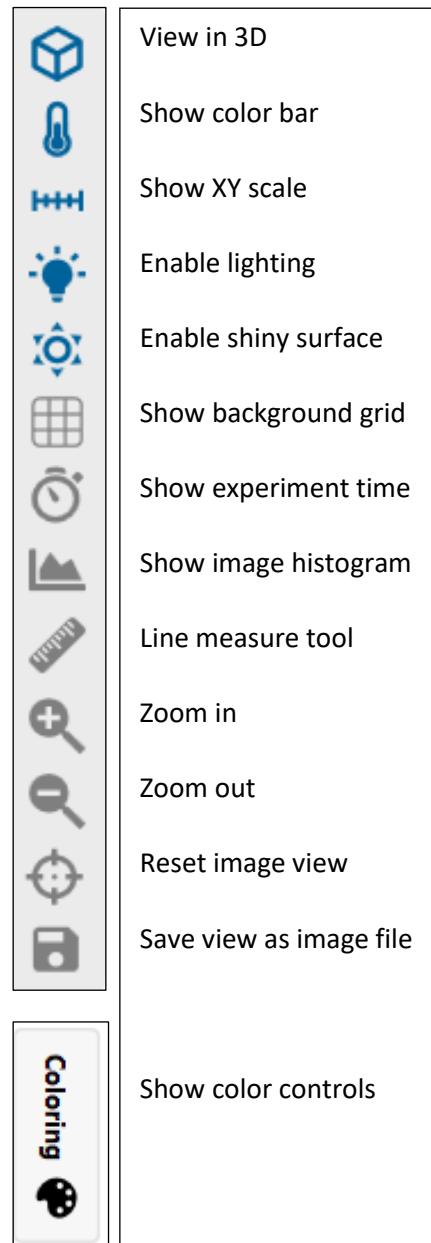 View in 3D
Show color bar
Show XY scale
Enable lighting
Enable shiny surface
Show background grid
Show experiment time
Show image histogram
Line measure tool
Zoom in
Zoom out
Reset image view
Save view as image file
Coloring
Show color controls